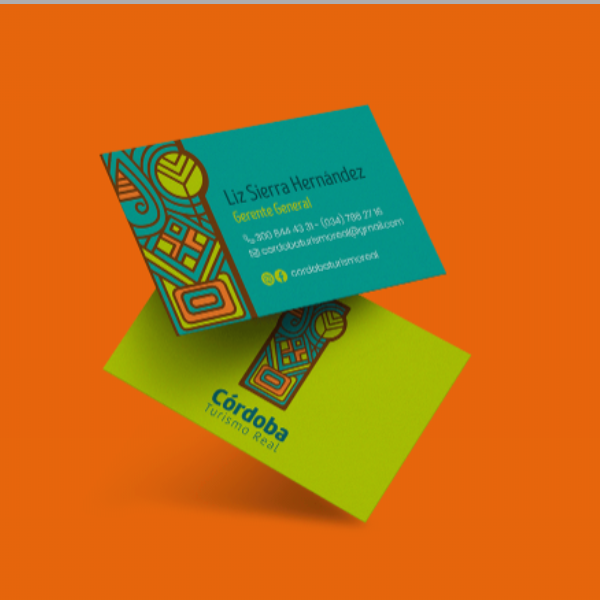 Liz Sierra Hernández
Gerente General
300 844 43 31 - (034) 788 27 16
cordobaturismoreal@gmail.com
cordobaturismoreal
Córdoba
Turismo Real